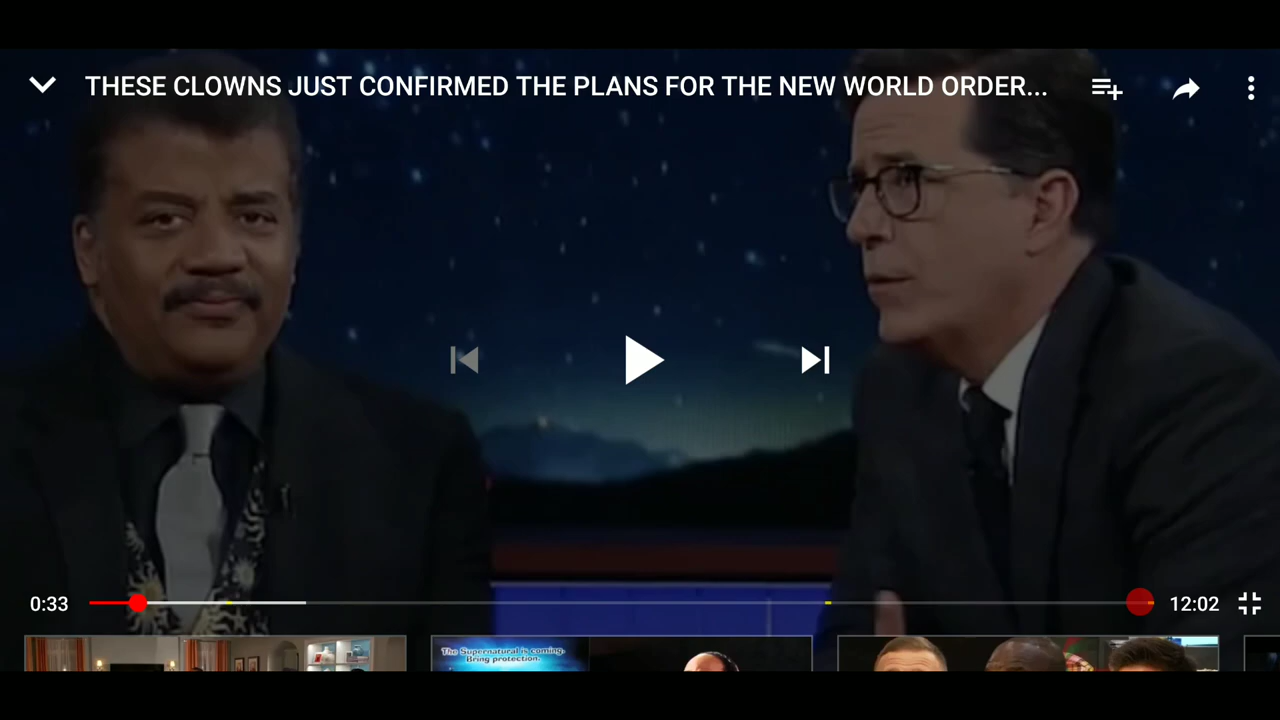 THESE CLOWNS JUST CONFIRMED THE PLANS FOR THE NEW WORLD ORDER...
0:33
12:02
The Supernatural is coming.
Bring protection.